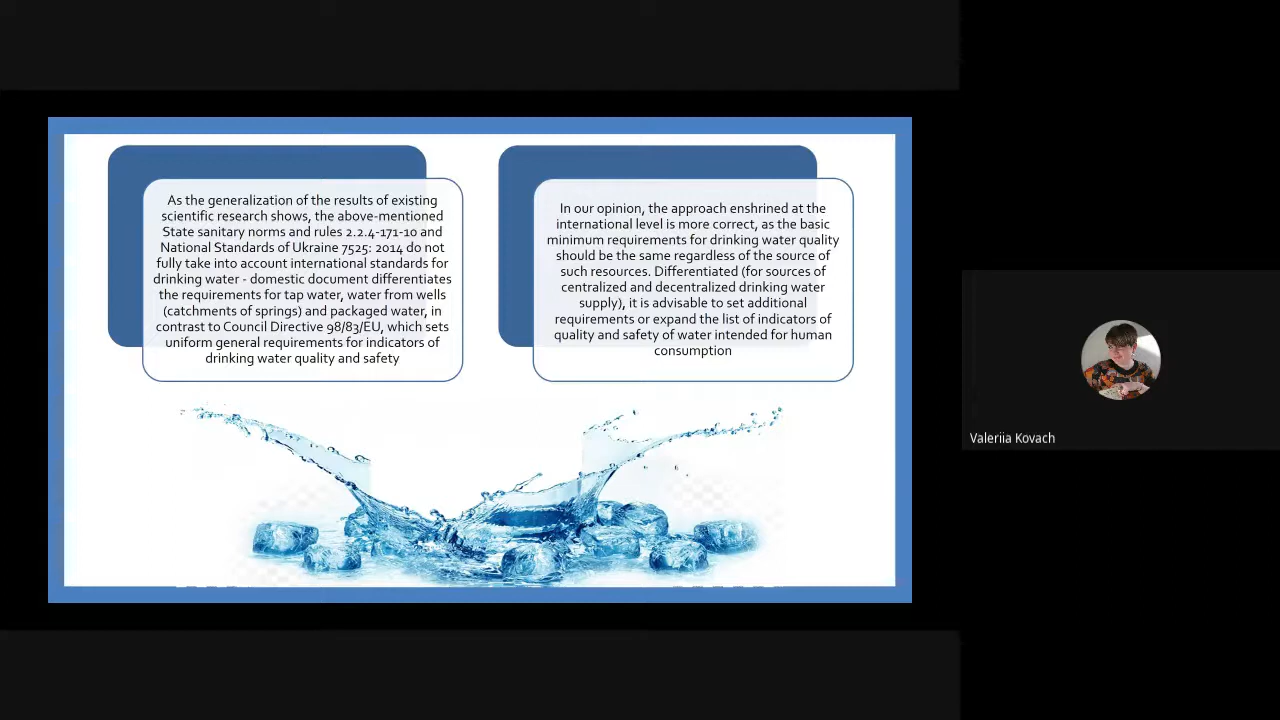 As the generalization of the results of existing
scientific research shows, the above-mentioned
State sanitary norms and rules 2.2.4-171-10 and
National Standards of Ukraine 7525: 2014 do not
fully take into account international standards for
drinking water - domestic document differentiates
the requirements for tap water, water from wells
(catchments of springs) and packaged water, in
contrast to Council Directive 98/83/EU, which sets
uniform general requirements for indicators of
drinking water quality and safety
In our opinion, the approach enshrined at the
international level is more correct, as the basic
minimum requirements for drinking water quality
should be the same regardless of the source of
such resources. Differentiated (for sources of
centralized and decentralized drinking water
supply), it is advisable to set additional
requirements or expand the list of indicators of
quality and safety of water intended for human
consumption
Valeriia Kovach